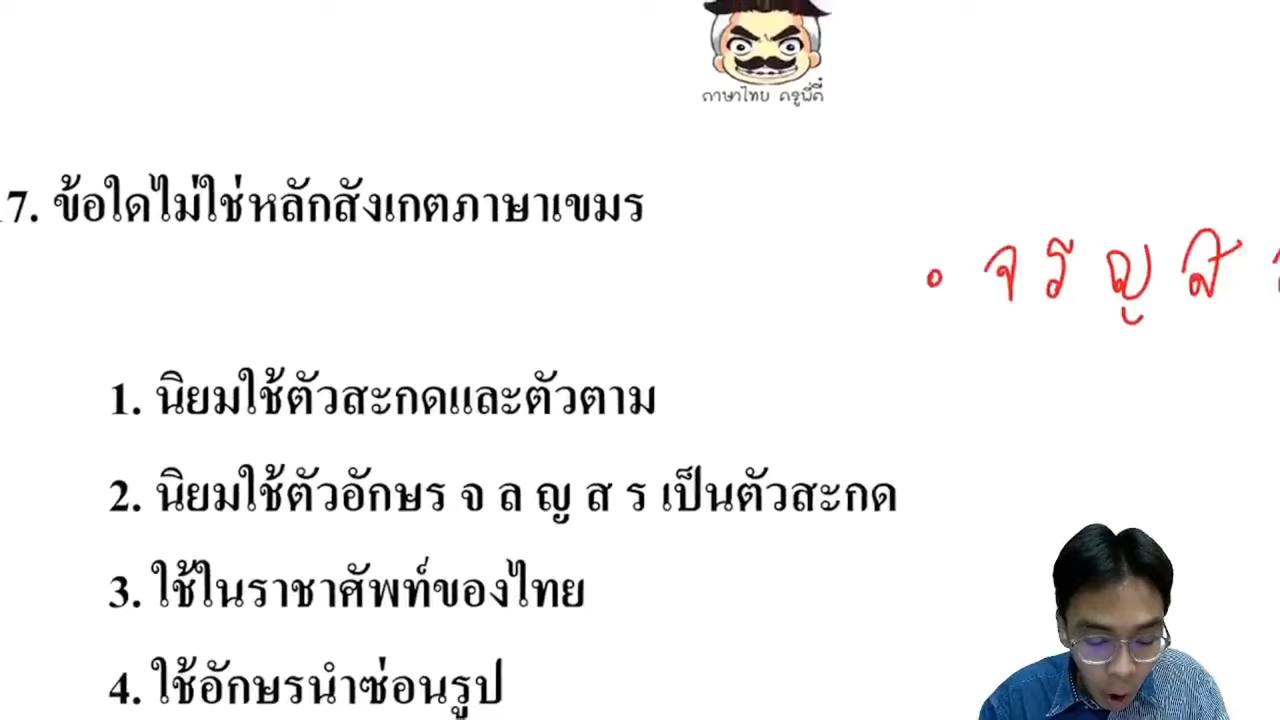 ภาษาไทย ครูพี่คี่
17. ข้อใดไม่ใช่หลักสังเกตภาษาเขมร
จ ร ญ ส
1. นิยมใช้ตัวสะกดและตัวตาม
2. นิยมใช้ตัวอักษร จ ล ญ ส ร เป็นตัวสะกด
3. ใช้ในราชาศัพท์ของไทย
4. ใช้อักษรนำซ่อนรูป